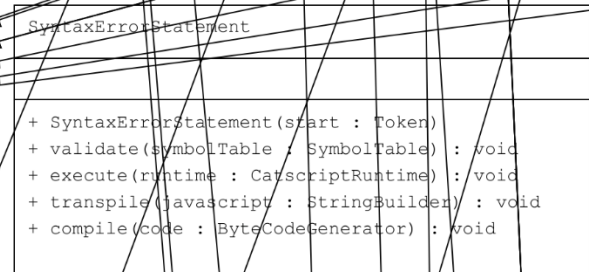 SyntaxErrorStatement
+ SyntaxErrorStatement(start : Token)
+ validate(symbolTable : SymbolTable) : void
+ execute(runtime : CatscriptRuntime) : void
+ transpile(javascript : StringBuilder) : void
+ compile(code : ByteCodeGenerator) : void